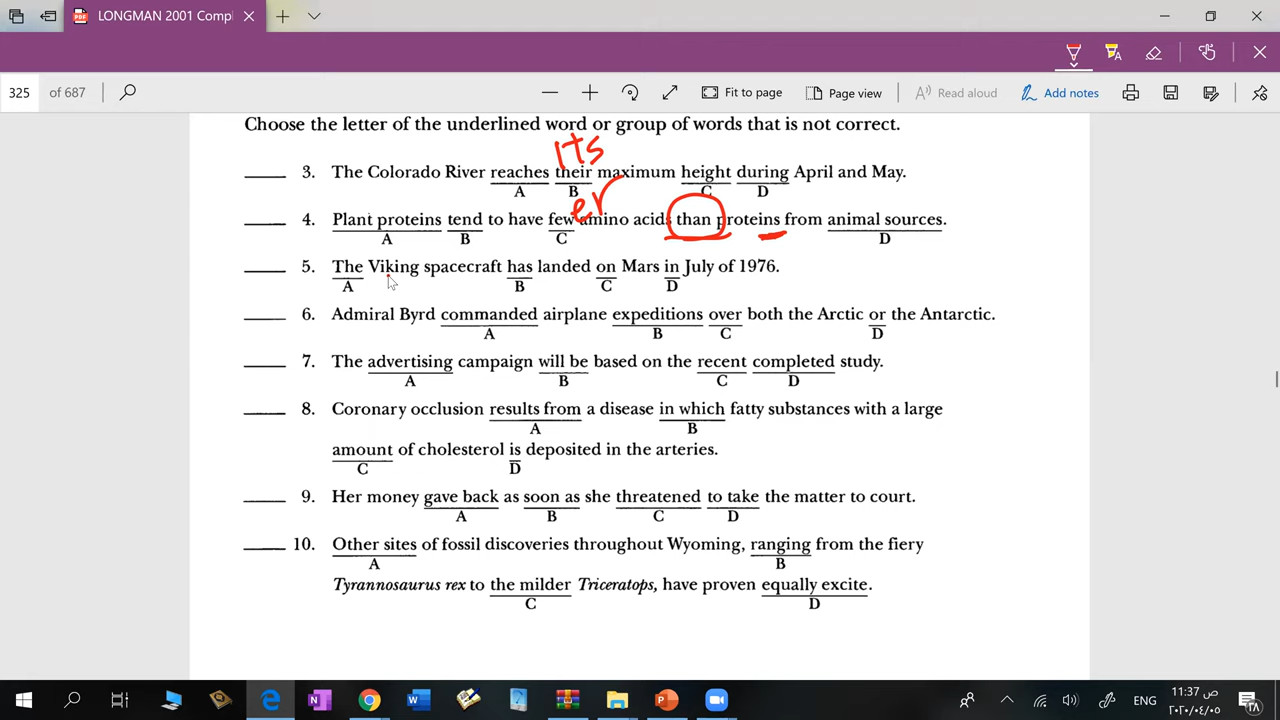 LONGMAN 2001 Compl
325 of 687 Fit to page Page view Read aloud Add notes
Choose the letter of the underlined word or group of words that is not correct.
Its
3. The Colorado River reaches their maximum height during April and May.
A B C D
er
4. Plant proteins tend to have few amino acids than proteins from animal sources.
A B C D
5. The Viking spacecraft has landed on Mars in July of 1976.
A B C D
6. Admiral Byrd commanded airplane expeditions over both the Arctic or the Antarctic.
A B C D
7. The advertising campaign will be based on the recent completed study.
A B C D
8. Coronary occlusion results from a disease in which fatty substances with a large
A B
amount of cholesterol is deposited in the arteries.
C D
9. Her money gave back as soon as she threatened to take the matter to court.
A B C D
10. Other sites of fossil discoveries throughout Wyoming, ranging from the fiery
A B
Tyrannosaurus rex to the milder Triceratops, have proven equally excite.
C D
ENG
ص 11:37
٢٠٢٠/٠٤/٠٥